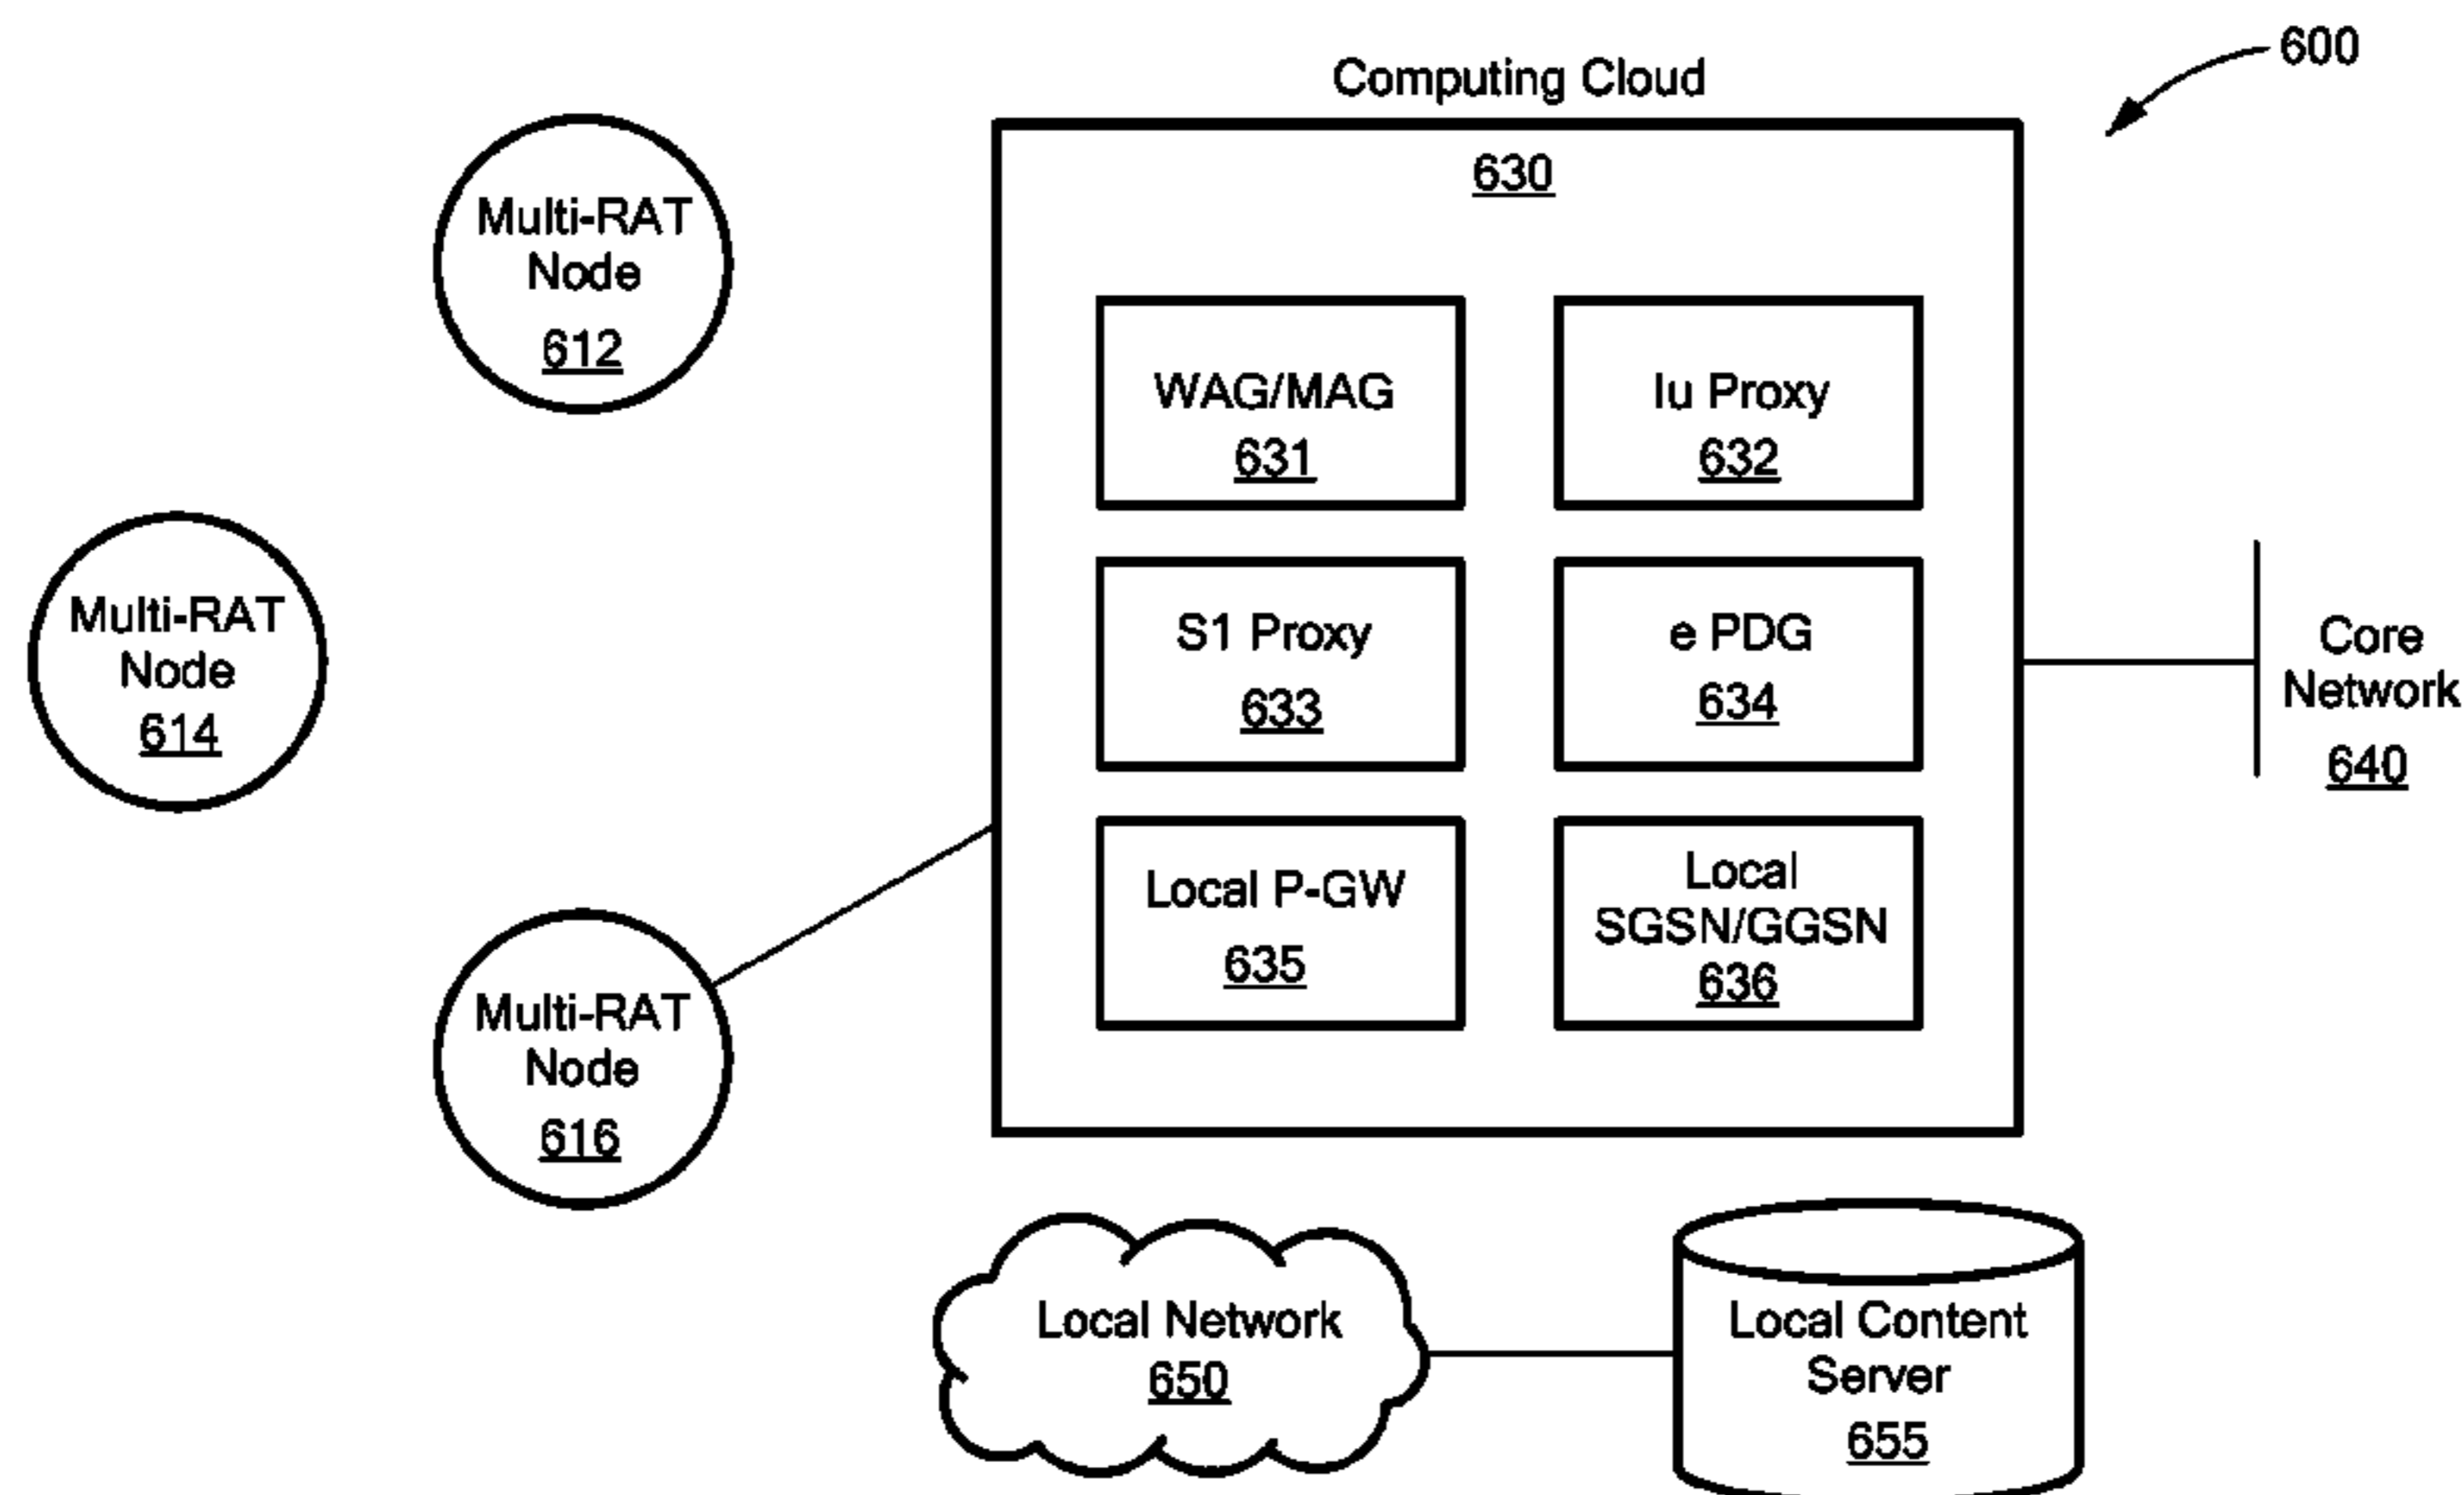 600
Computing Cloud
630
Multi-RAT
Node
612
WAG/MAG
631
Iu Proxy
632
Multi-RAT
Node
614
S1 Proxy
633
e PDG
634
Core
Network
640
Local P-GW
635
Local
SGSN/GGSN
636
Multi-RAT
Node
616
Local Network
650
Local Content
Server
655